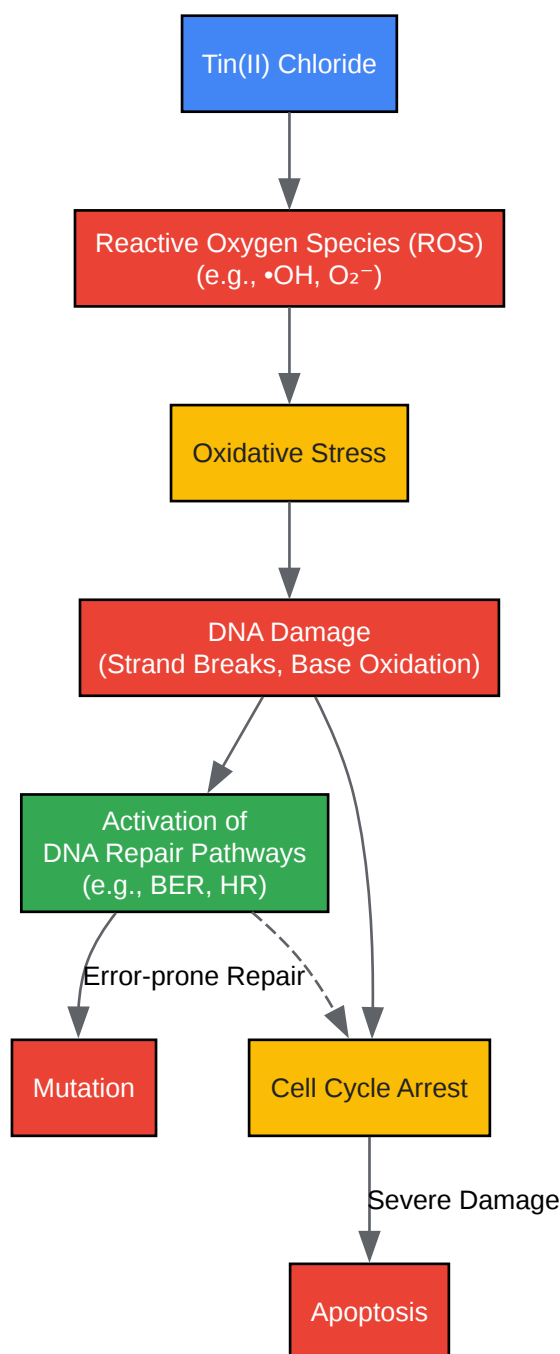 Tin(II) Chloride
Reactive Oxygen Species (ROS)
(e.g., •OH, O₂⁻)
Oxidative Stress
DNA Damage
(Strand Breaks, Base Oxidation)
Activation of
DNA Repair Pathways
(e.g., BER, HR)
Error-prone Repair
Mutation
Cell Cycle Arrest
Severe Damage
Apoptosis